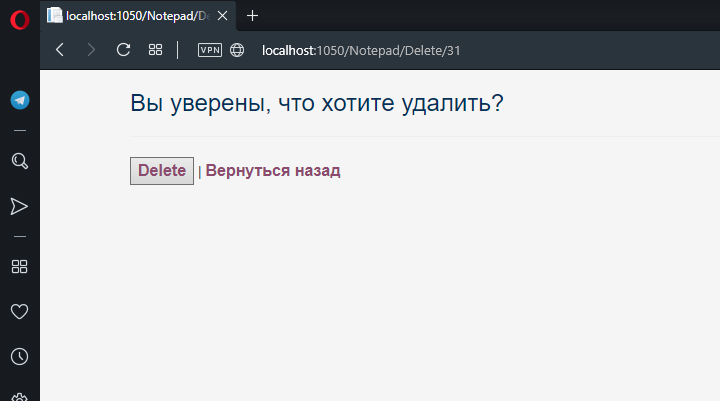 localhost:1050/Notepad/De
VPN localhost:1050/Notepad/Delete/31
Вы уверены, что хотите удалить?
Delete | Вернуться назад